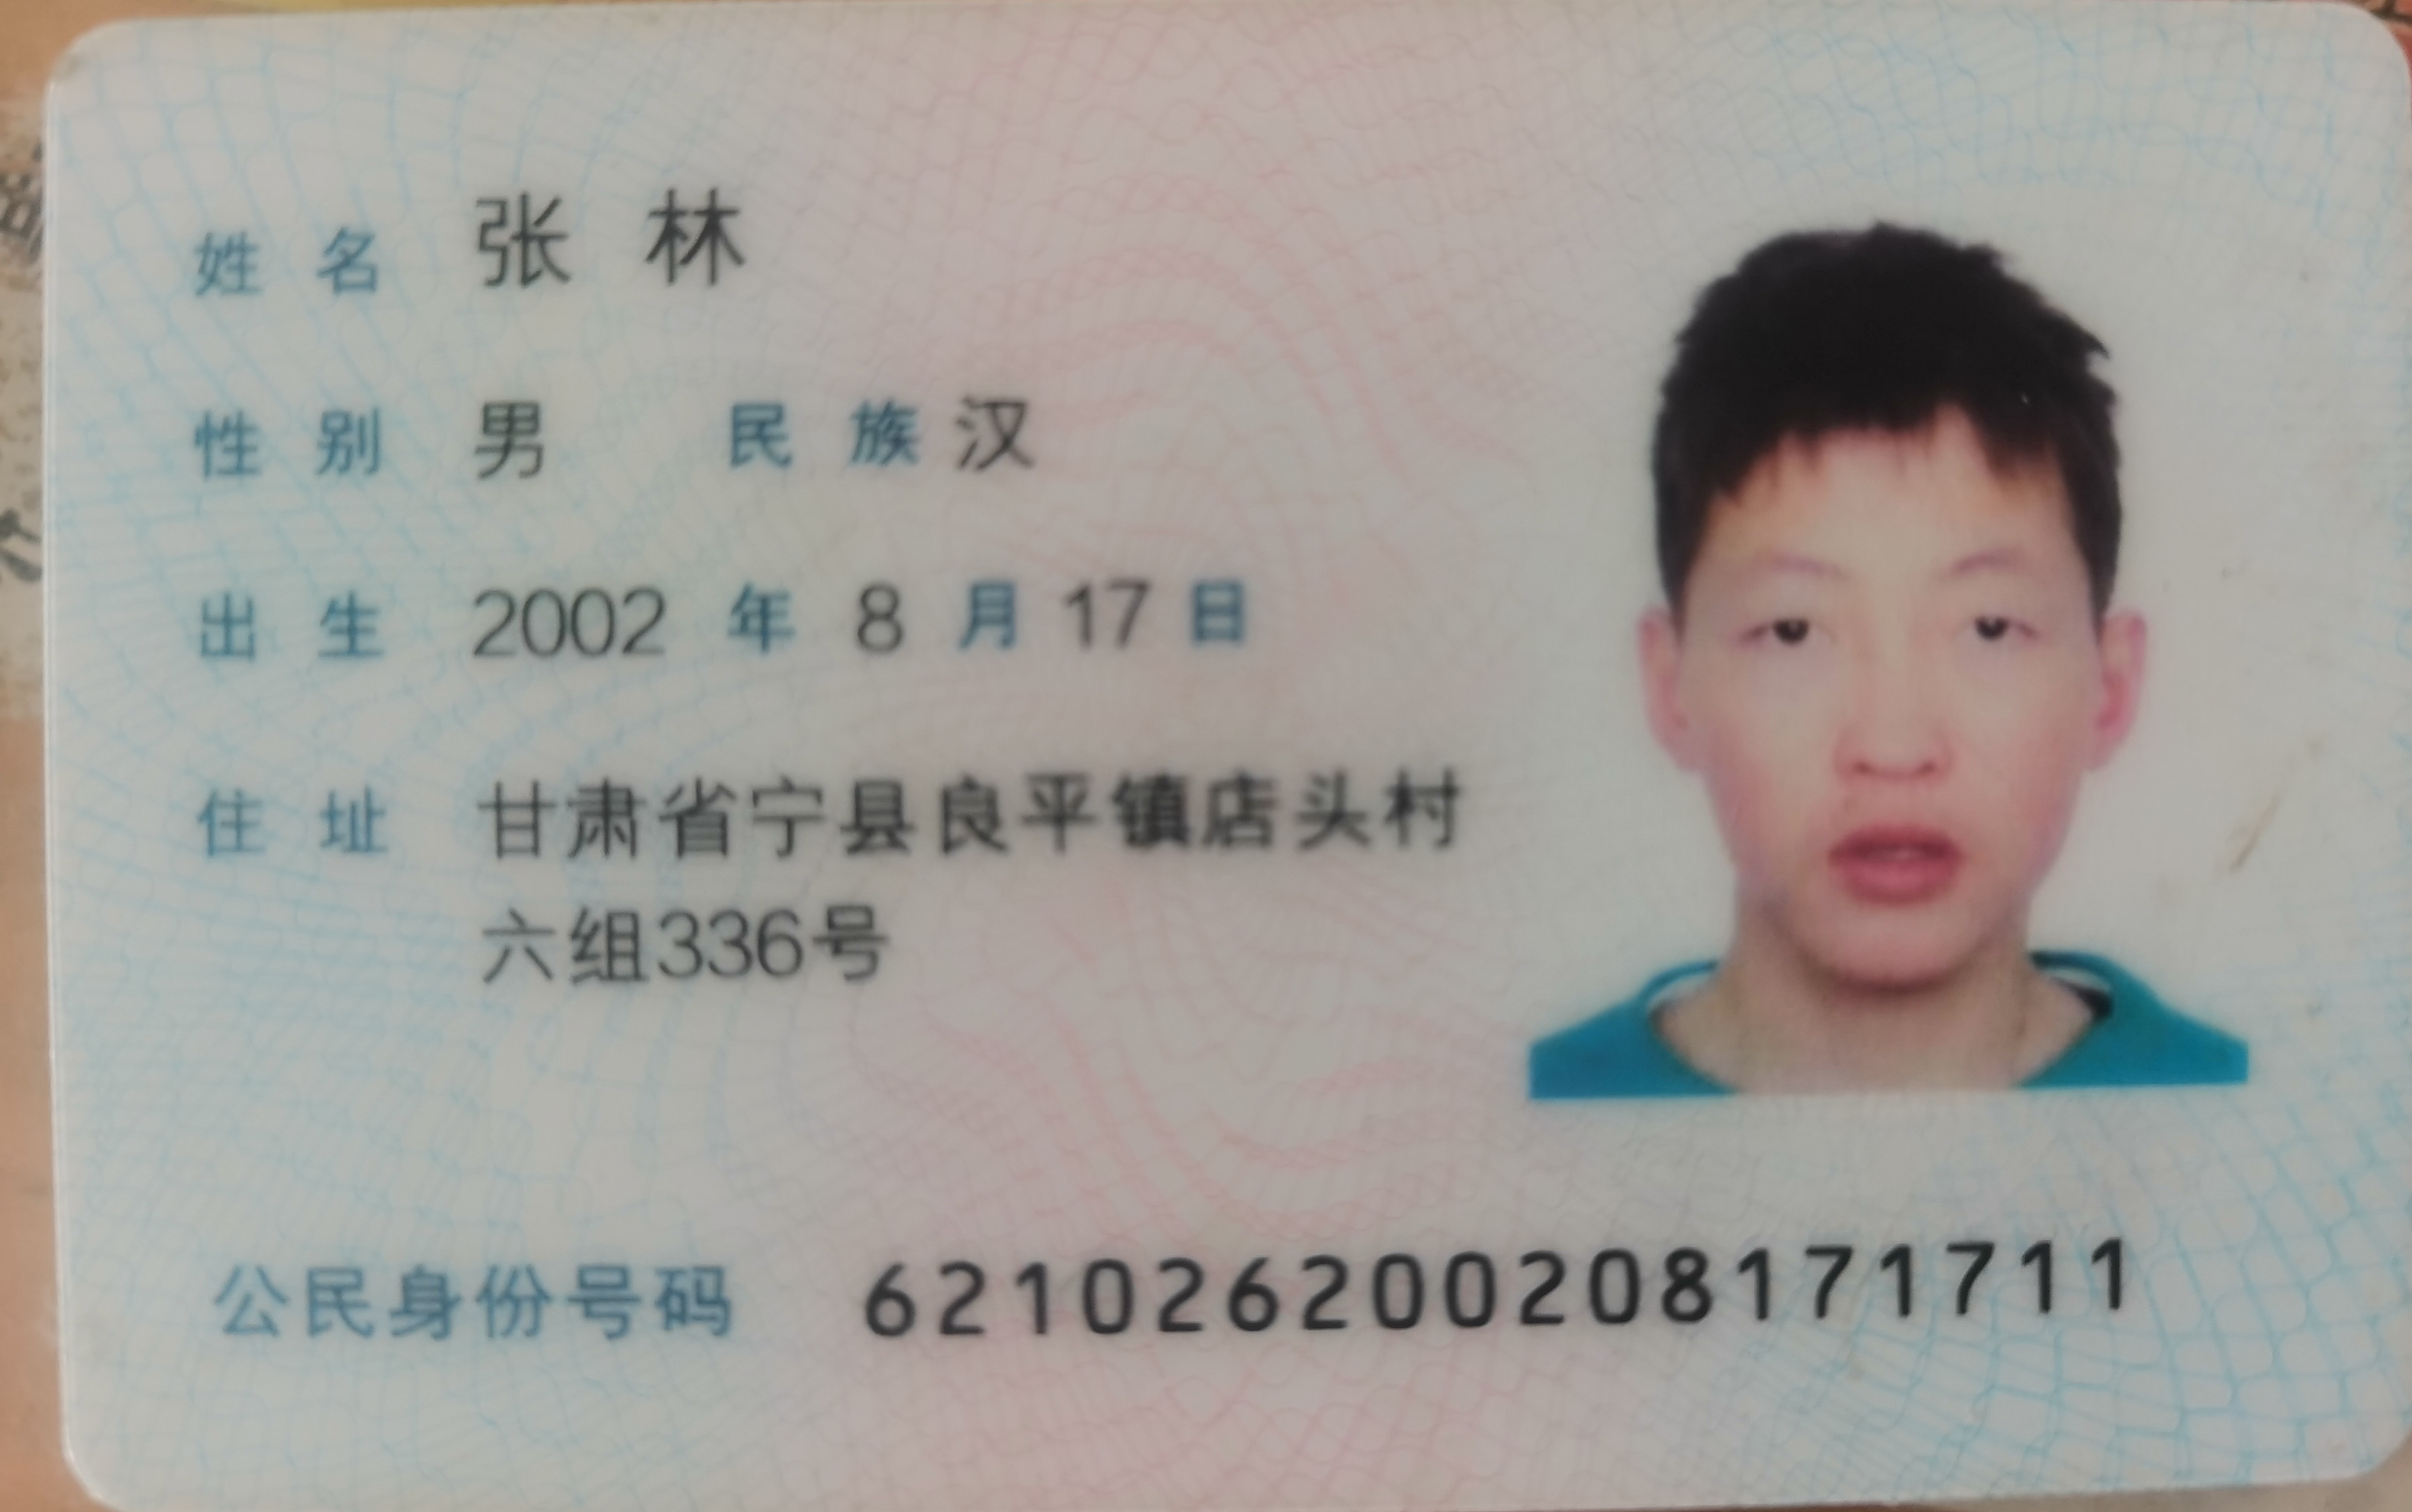 姓名 张林
性别 男 民族 汉
出生 2002 年 8 月 17 日
住址 甘肃省宁县良平镇店头村
六组336号
公民身份号码 621026200208171711